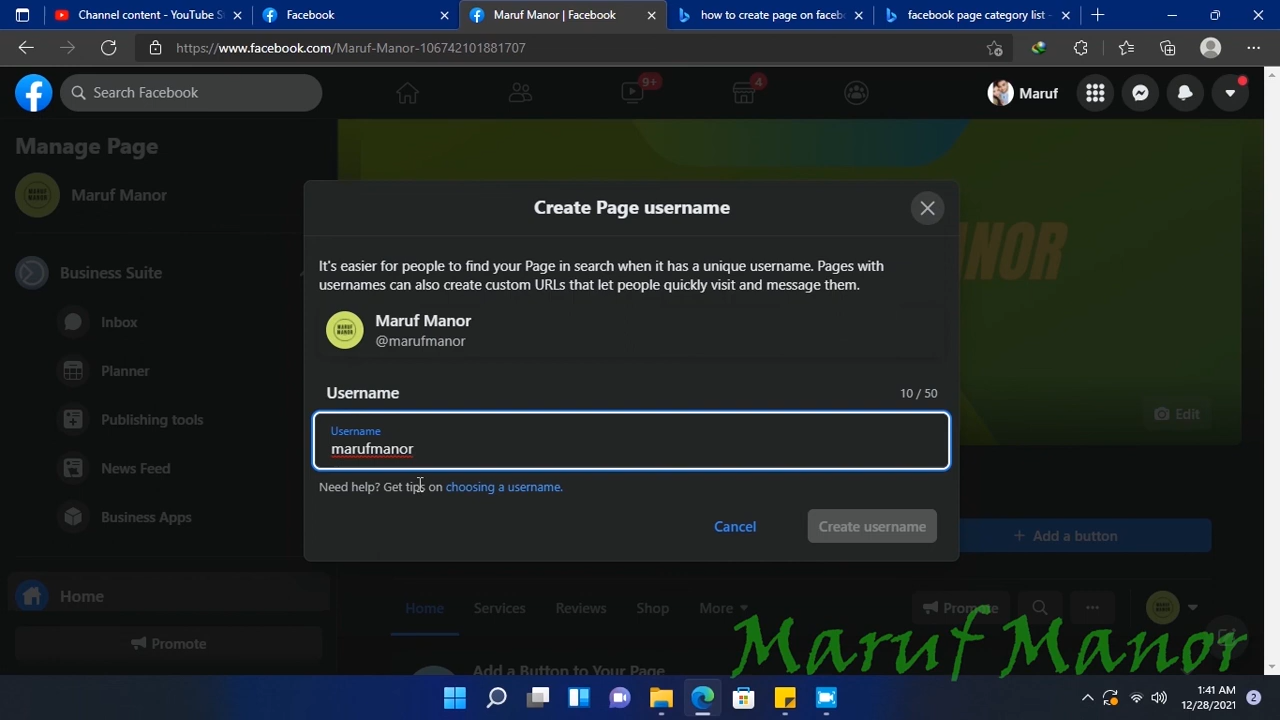 Channel content - YouTube S
Facebook
Maruf Manor | Facebook
how to create page on facebo
facebook page category list -
https://www.facebook.com/Maruf-Manor-106742101881707
Search Facebook
9+
4
Maruf
Manage Page
Maruf Manor
Business Suite
Inbox
Planner
Publishing tools
News Feed
Business Apps
Home
Promote
Create Page username
It's easier for people to find your Page in search when it has a unique username. Pages with
usernames can also create custom URLs that let people quickly visit and message them.
Maruf Manor
@marufmanor
Username
10 / 50
Username
marufmanor
Need help? Get tips on choosing a username.
Cancel
Create username
Edit
+ Add a button
Home
Services
Reviews
Shop
More
Promote
Add a Button to Your Page
Maruf Manor
1:41 AM
12/28/2021
2